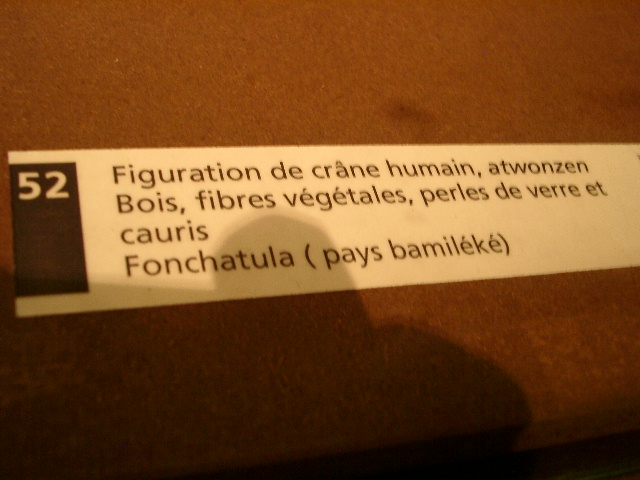 52
Figuration de crâne humain, atwonzen
Bois, fibres végétales, perles de verre et
cauris
Fonchatula ( pays bamiléké)